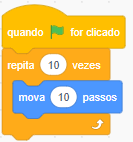 quando for clicado
repita 10 vezes
mova 10 passos